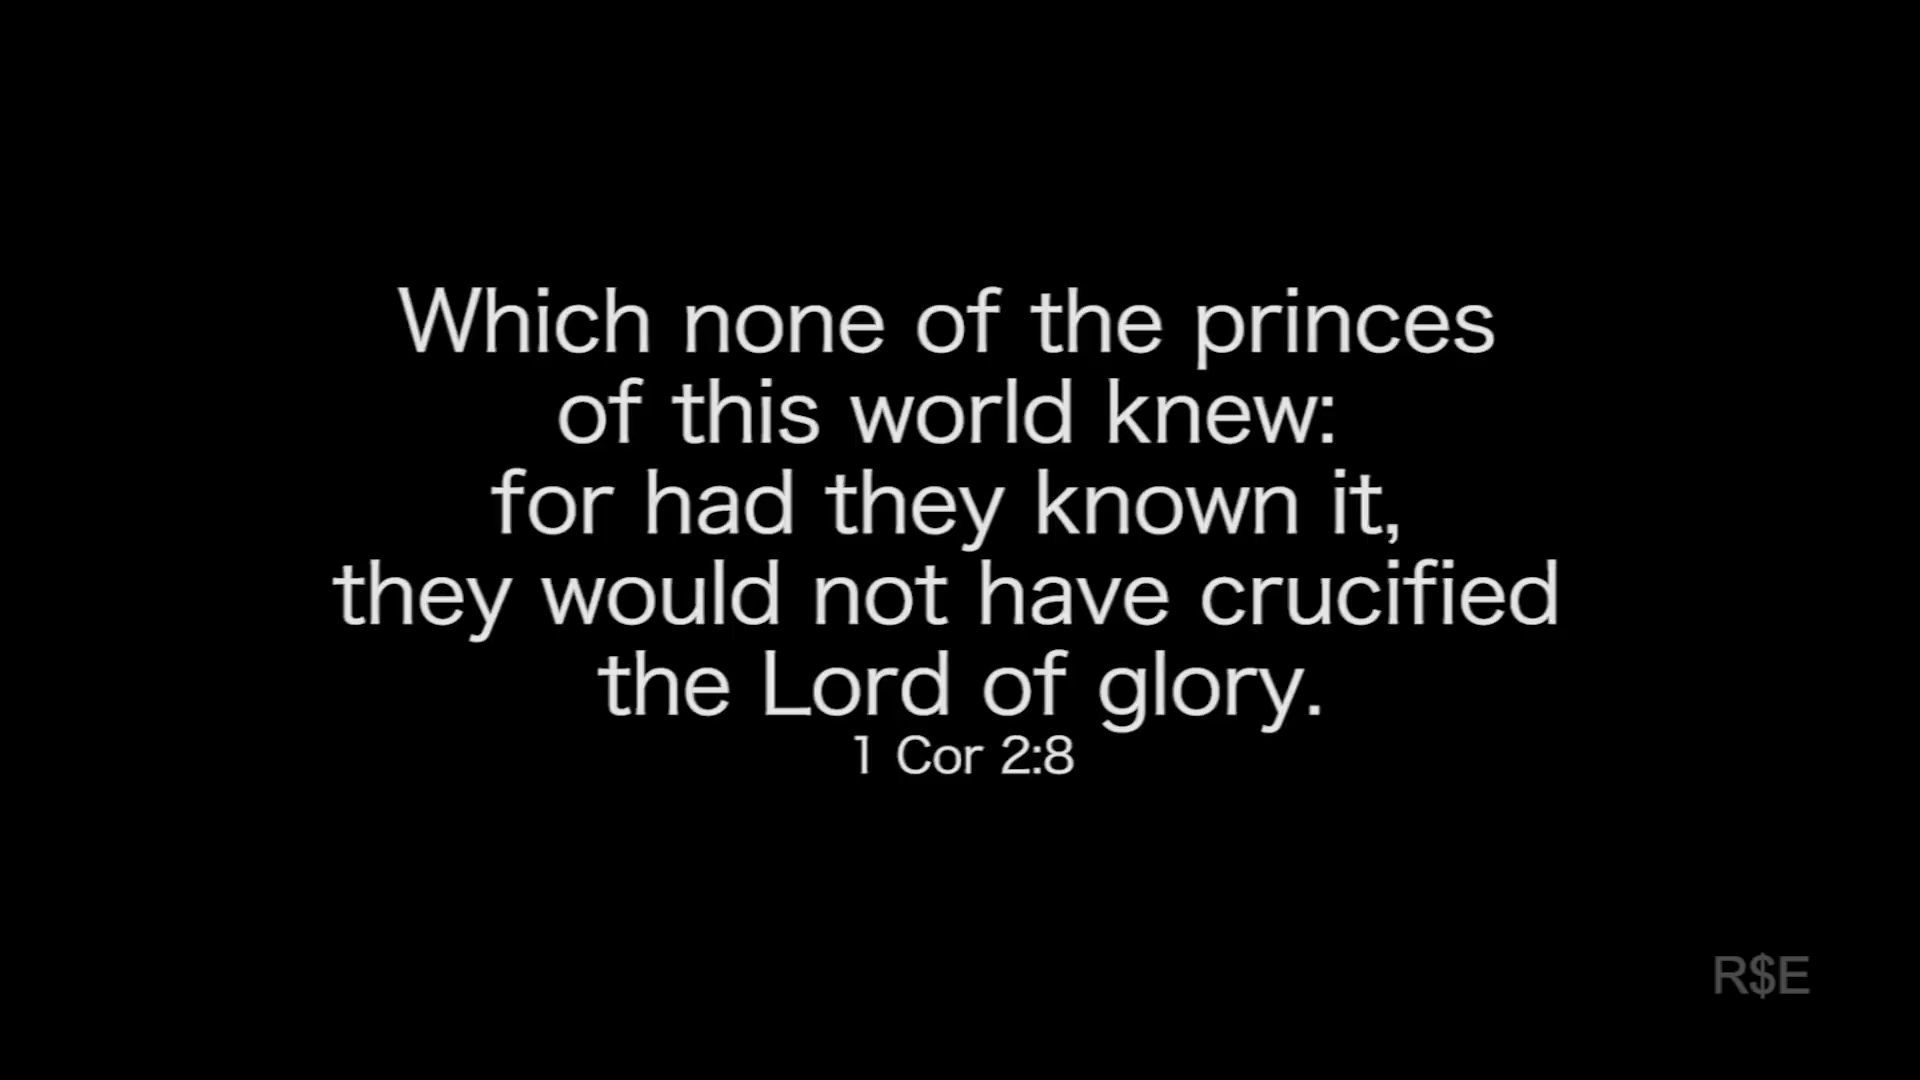 Which none of the princes
of this world knew:
for had they known it,
they would not have crucified
the Lord of glory.
1 Cor 2:8
R$E